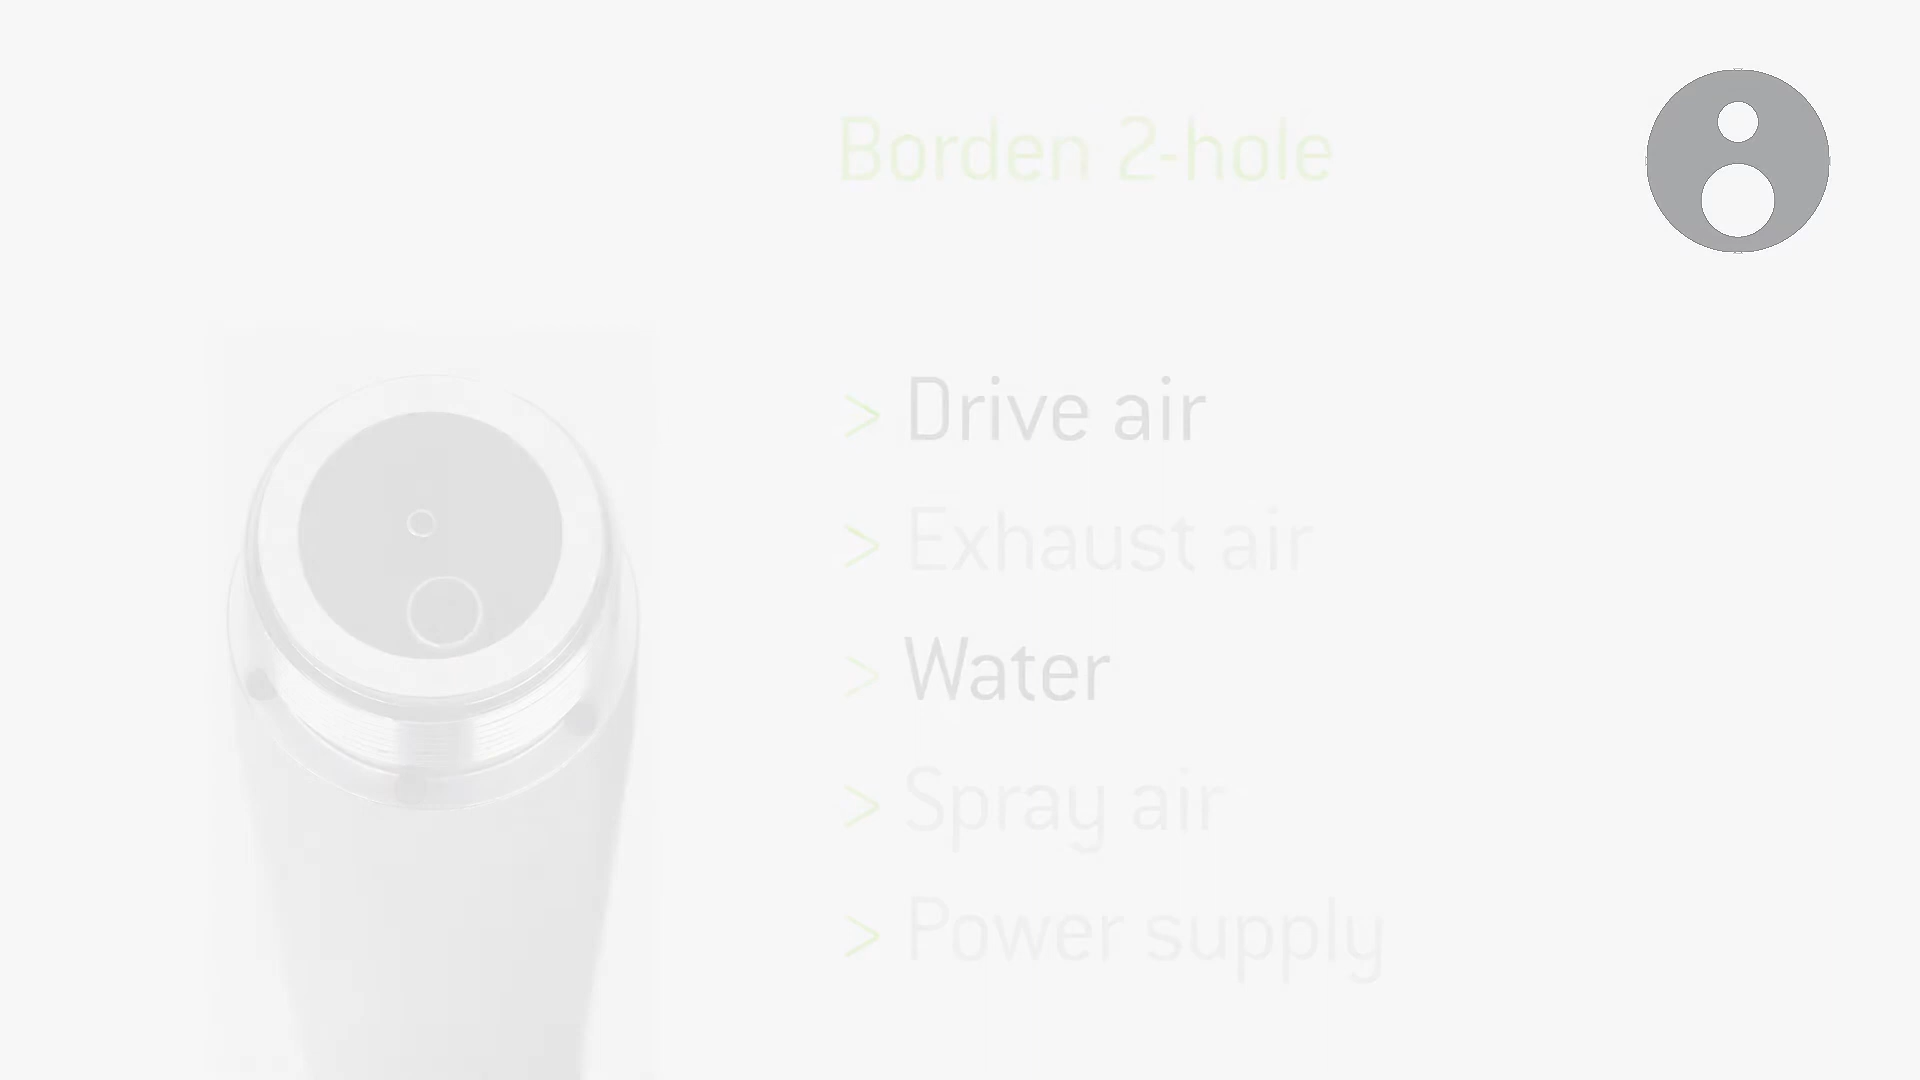 Borden 2-hole
> Drive air
> Exhaust air
> Water
> Spray air
> Power supply